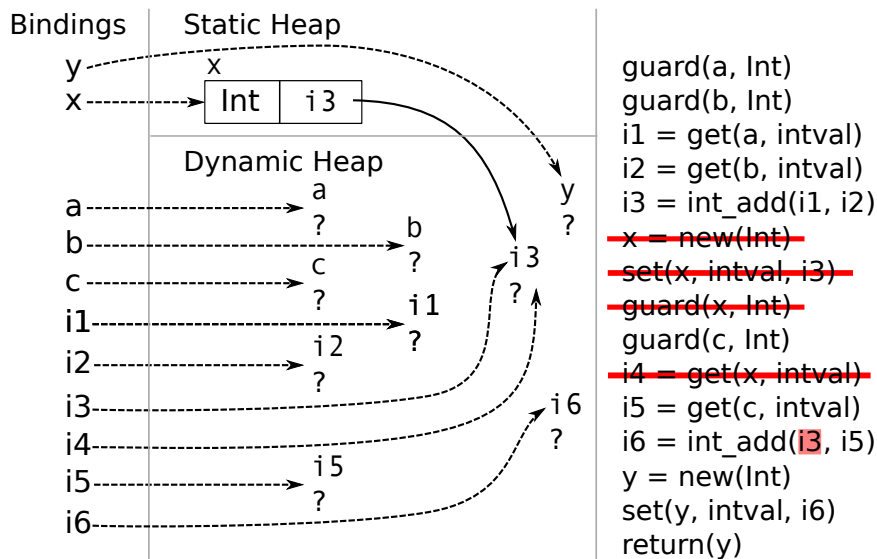 Bindings
Static Heap
y
x
x
Int i3
Dynamic Heap
a
a
?
b
b
?
c
c
?
i1
i1
?
i2
i2
?
i3
i3
?
i4
i5
i5
?
i6
i6
?
y
?
guard(a, Int)
guard(b, Int)
i1 = get(a, intval)
i2 = get(b, intval)
i3 = int_add(i1, i2)
x = new(Int)
set(x, intval, i3)
guard(x, Int)
guard(c, Int)
i4 = get(x, intval)
i5 = get(c, intval)
i6 = int_add(i3, i5)
y = new(Int)
set(y, intval, i6)
return(y)